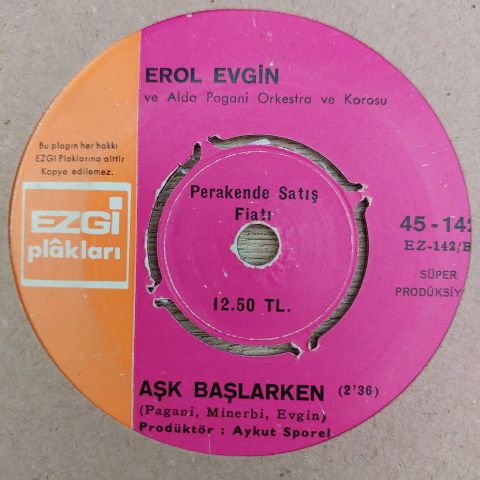 EROL EVGİN
ve Alda Pagani Orkestra ve Korosu
Bu plağın her hakkı
EZGİ Plaklarına aittir
Kopya edilemez.
EZGİ
plâkları
Perakende Satış
Fiatı
12.50 TL.
45-142
EZ-142/B
SÜPER
PRODÜKSİY
AŞK BAŞLARKEN (2'36)
(Pagani, Minerbi, Evgin)
Prodüktör : Aykut Sporel